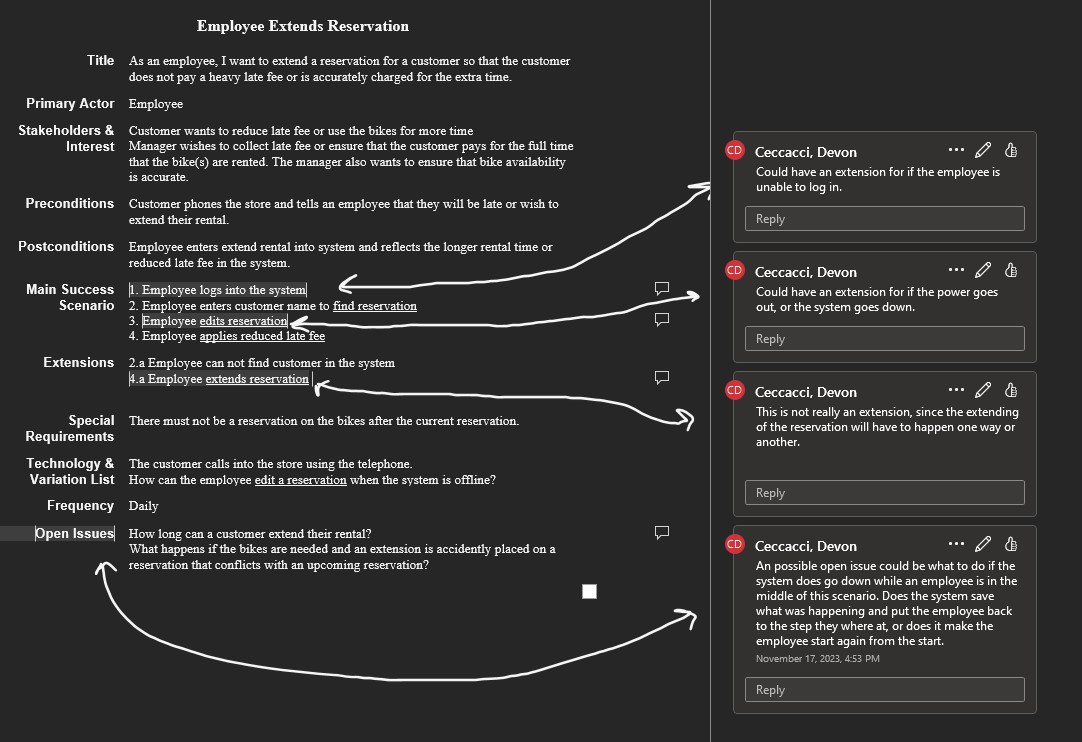 Employee Extends Reservation
Title
As an employee, I want to extend a reservation for a customer so that the customer
does not pay a heavy late fee or is accurately charged for the extra time.
Primary Actor
Employee
Stakeholders &
Interest
Customer wants to reduce late fee or use the bikes for more time
Manager wishes to collect late fee or ensure that the customer pays for the full time
that the bike(s) are rented. The manager also wants to ensure that bike availability
is accurate.
Preconditions
Customer phones the store and tells an employee that they will be late or wish to
extend their rental.
Postconditions
Employee enters extend rental into system and reflects the longer rental time or
reduced late fee in the system.
Main Success
Scenario
1. Employee logs into the system
2. Employee enters customer name to find reservation
3. Employee edits reservation
4. Employee applies reduced late fee
Extensions
2.a Employee can not find customer in the system
4.a Employee extends reservation
Special
Requirements
There must not be a reservation on the bikes after the current reservation.
Technology &
Variation List
The customer calls into the store using the telephone.
How can the employee edit a reservation when the system is offline?
Frequency
Daily
Open Issues
How long can a customer extend their rental?
What happens if the bikes are needed and an extension is accidently placed on a
reservation that conflicts with an upcoming reservation?
CD
Ceccacci, Devon
Could have an extension for if the employee is
unable to log in.
Reply
CD
Ceccacci, Devon
Could have an extension for if the power goes
out, or the system goes down.
Reply
CD
Ceccacci, Devon
This is not really an extension, since the extending
of the reservation will have to happen one way or
another.
Reply
CD
Ceccacci, Devon
An possible open issue could be what to do if the
system does go down while an employee is in the
middle of this scenario. Does the system save
what was happening and put the employee back
to the step they where at, or does it make the
employee start again from the start.
November 17, 2023, 4:53 PM
Reply